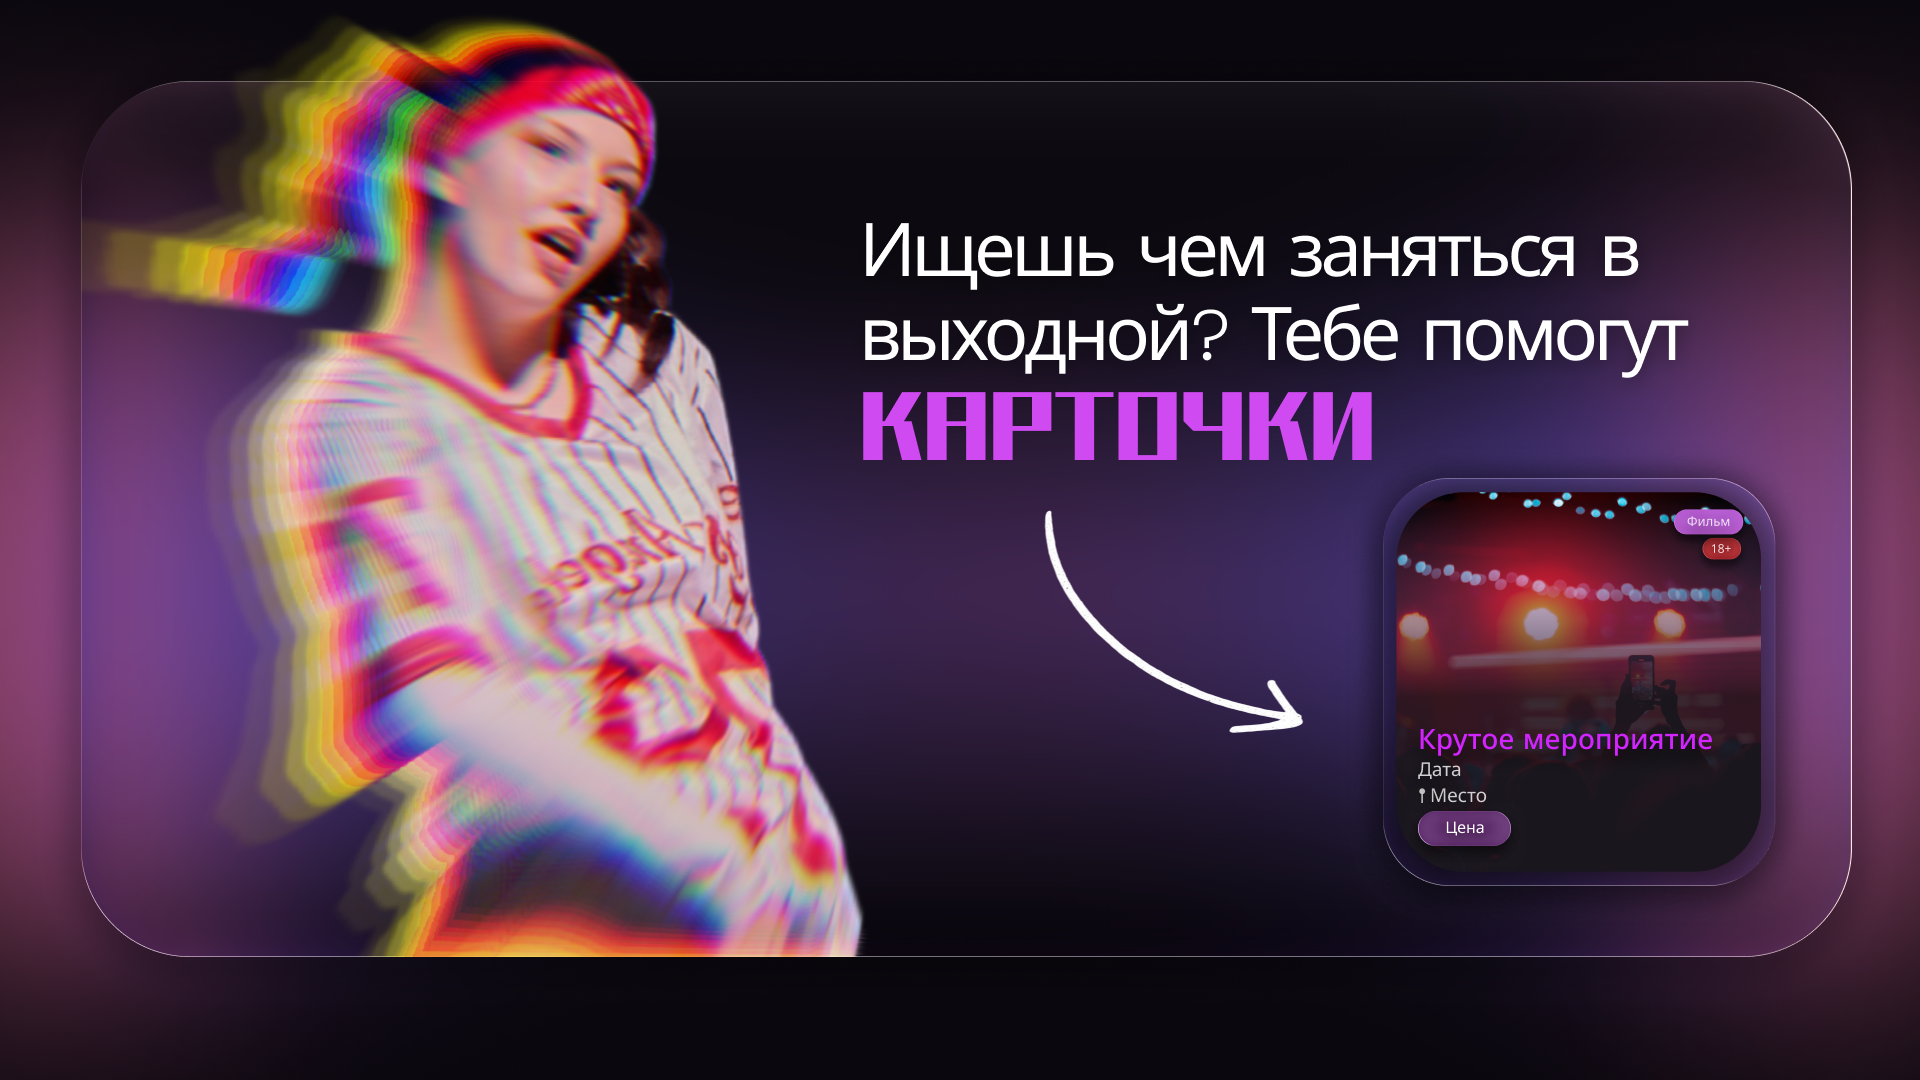 Ищешь чем заняться в
выходной? Тебе помогут
КАРТОЧКИ
Фильм
18+
Крутое мероприятие
Дата
Место
Цена